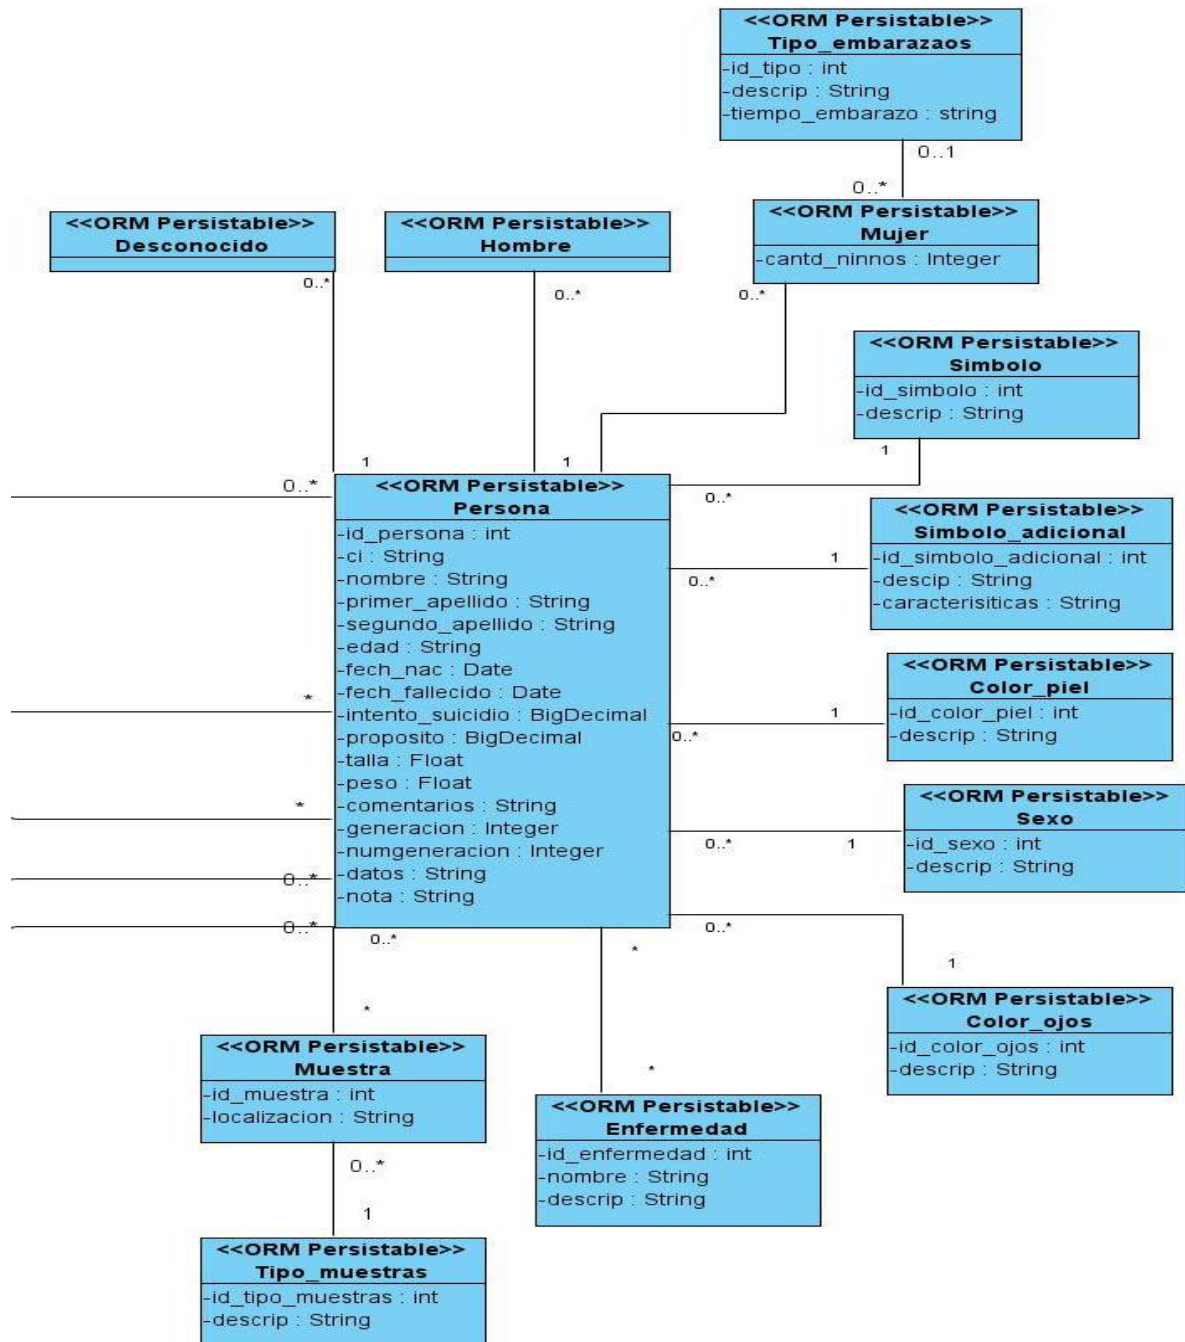 <<ORM Persistable>>
Tipo_embarazaos
-id_tipo : int
-descrip : String
-tiempo_embarazo : string
0..1
0..*
<<ORM Persistable>>
Desconocido
0..*
<<ORM Persistable>>
Hombre
0..*
<<ORM Persistable>>
Mujer
-cantd_ninnos : Integer
0..*
<<ORM Persistable>>
Simbolo
-id_simbolo : int
-descrip : String
1
0..*
1
1
0..*
<<ORM Persistable>>
Persona
-id_persona : int
-ci : String
-nombre : String
-primer_apellido : String
-segundo_apellido : String
-edad : String
-fech_nac : Date
-fech_fallecido : Date
-intento_suicidio : BigDecimal
-proposito : BigDecimal
-talla : Float
-peso : Float
-comentarios : String
-generacion : Integer
-numgeneracion : Integer
-datos : String
-nota : String
*
*
0..*
0..*
<<ORM Persistable>>
Simbolo_adicional
-id_simbolo_adicional : int
-descip : String
-caracterisiticas : String
1
0..*
<<ORM Persistable>>
Color_piel
-id_color_piel : int
-descrip : String
1
0..*
<<ORM Persistable>>
Sexo
-id_sexo : int
-descrip : String
1
0..*
0..*
1
<<ORM Persistable>>
Color_ojos
-id_color_ojos : int
-descrip : String
0..*
*
<<ORM Persistable>>
Muestra
-id_muestra : int
-localizacion : String
*
*
<<ORM Persistable>>
Enfermedad
-id_enfermedad : int
-nombre : String
-descrip : String
0..*
1
<<ORM Persistable>>
Tipo_muestras
-id_tipo_muestras : int
-descrip : String